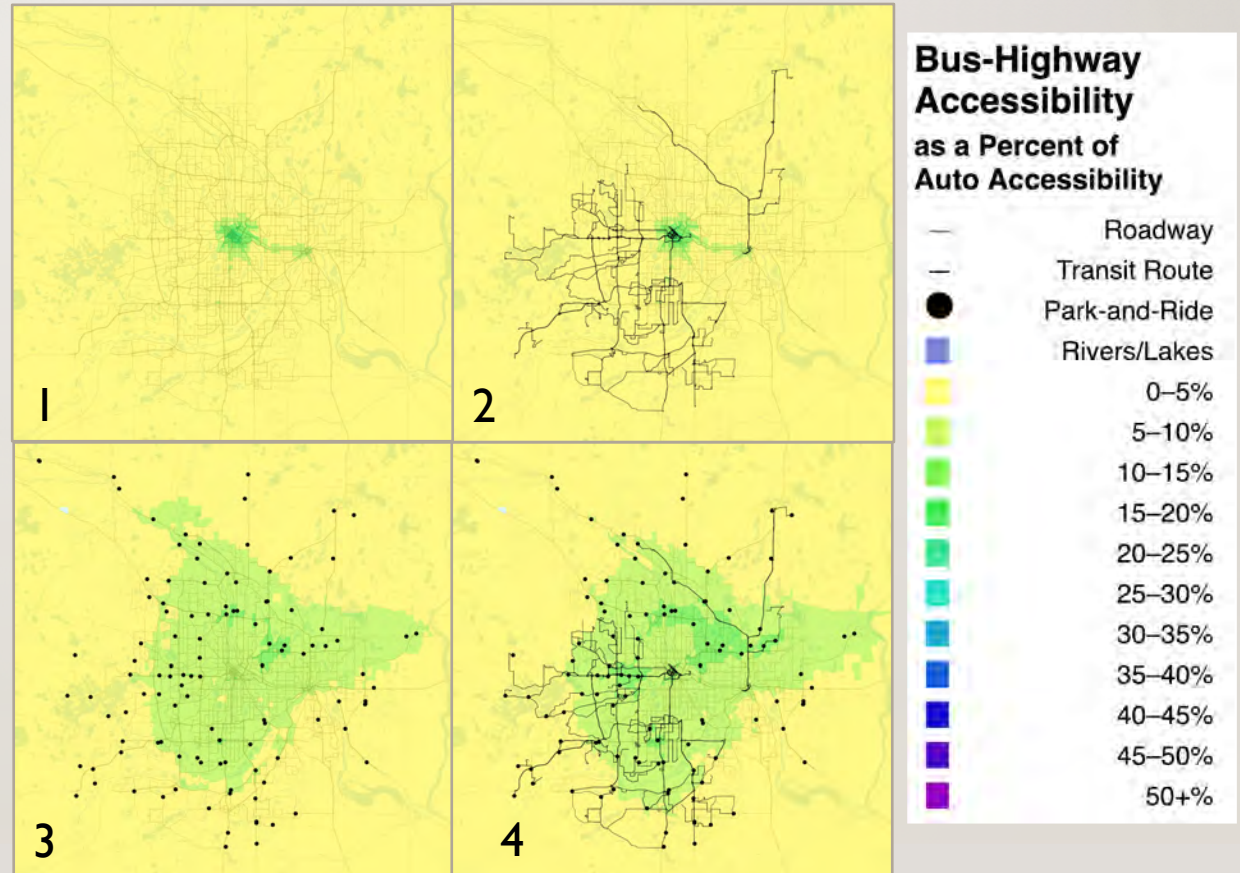 1
2
3
4
Bus-Highway
Accessibility
as a Percent of
Auto Accessibility
Roadway
Transit Route
Park-and-Ride
Rivers/Lakes
0–5%
5–10%
10–15%
15–20%
20–25%
25–30%
30–35%
35–40%
40–45%
45–50%
50+%